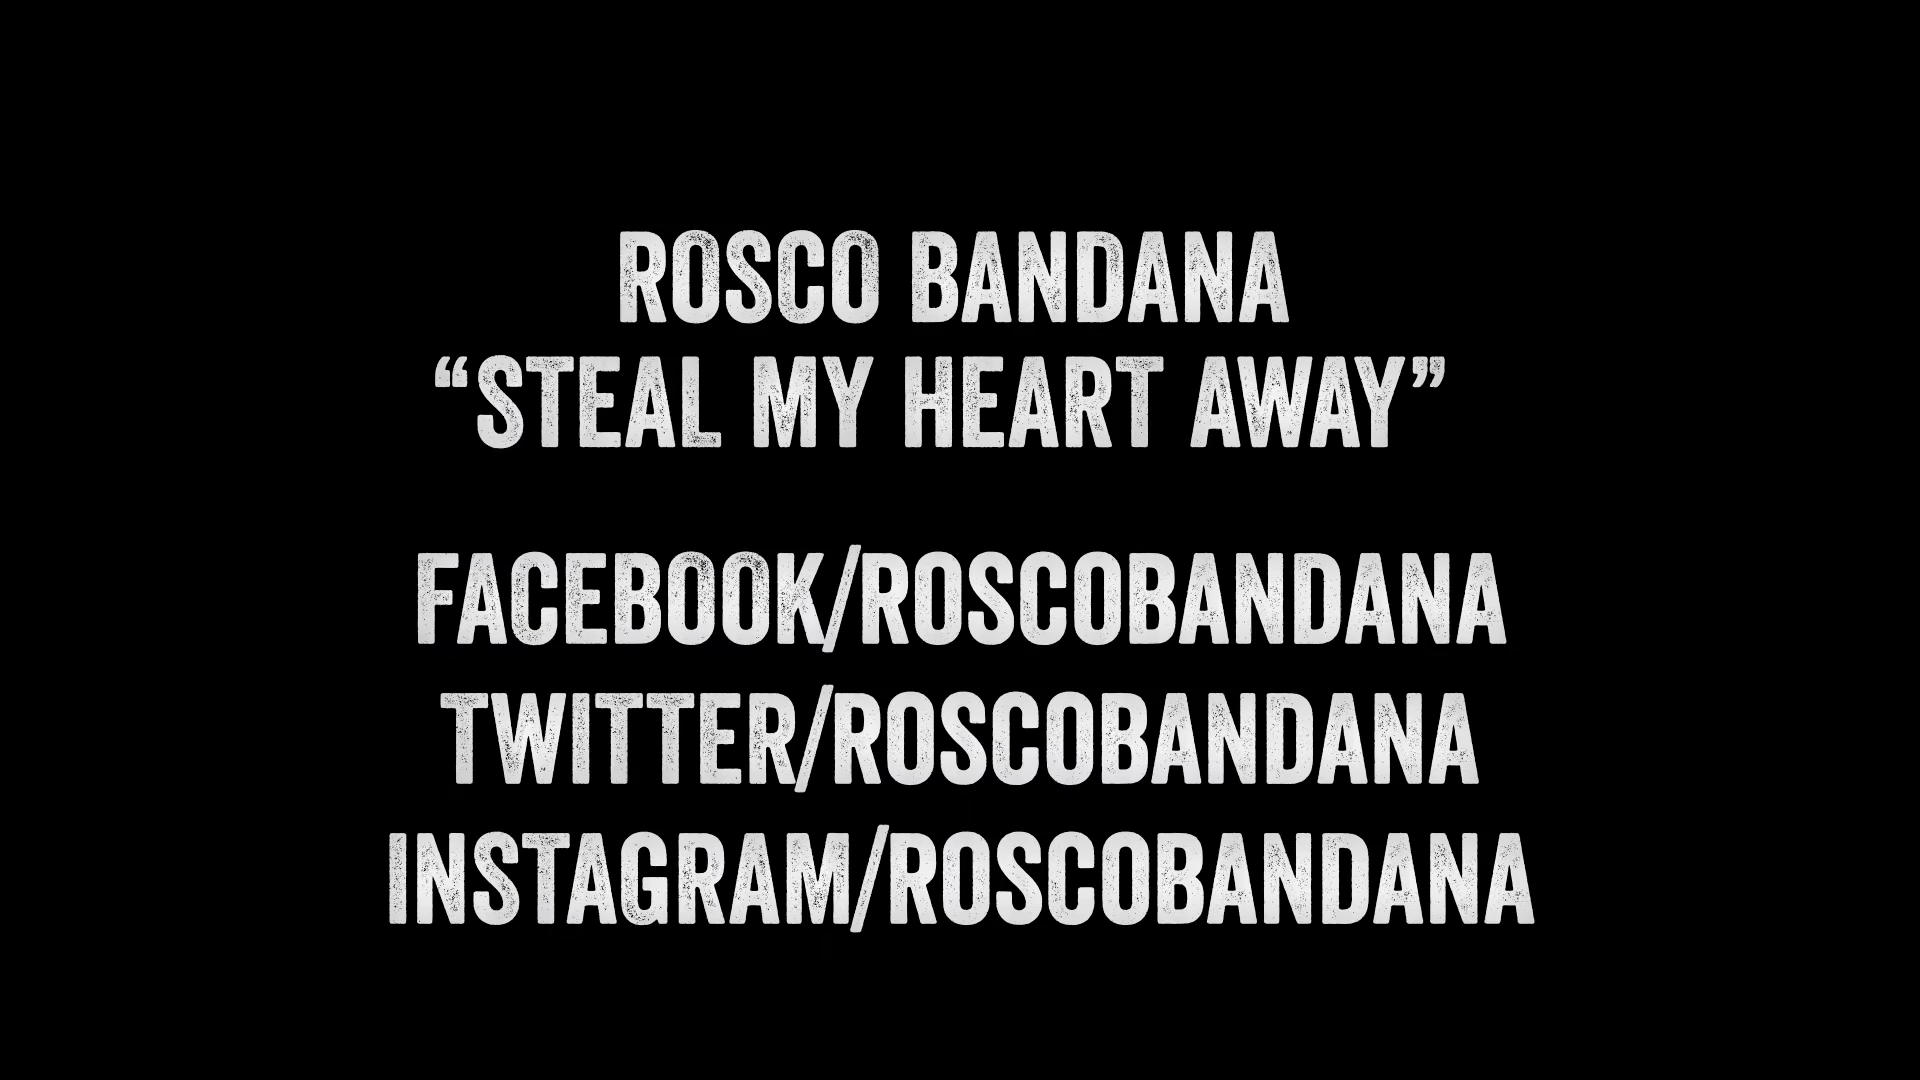 ROSCO BANDANA
“STEAL MY HEART AWAY”
FACEBOOK/ROSCOBANDANA
TWITTER/ROSCOBANDANA
INSTAGRAM/ROSCOBANDANA